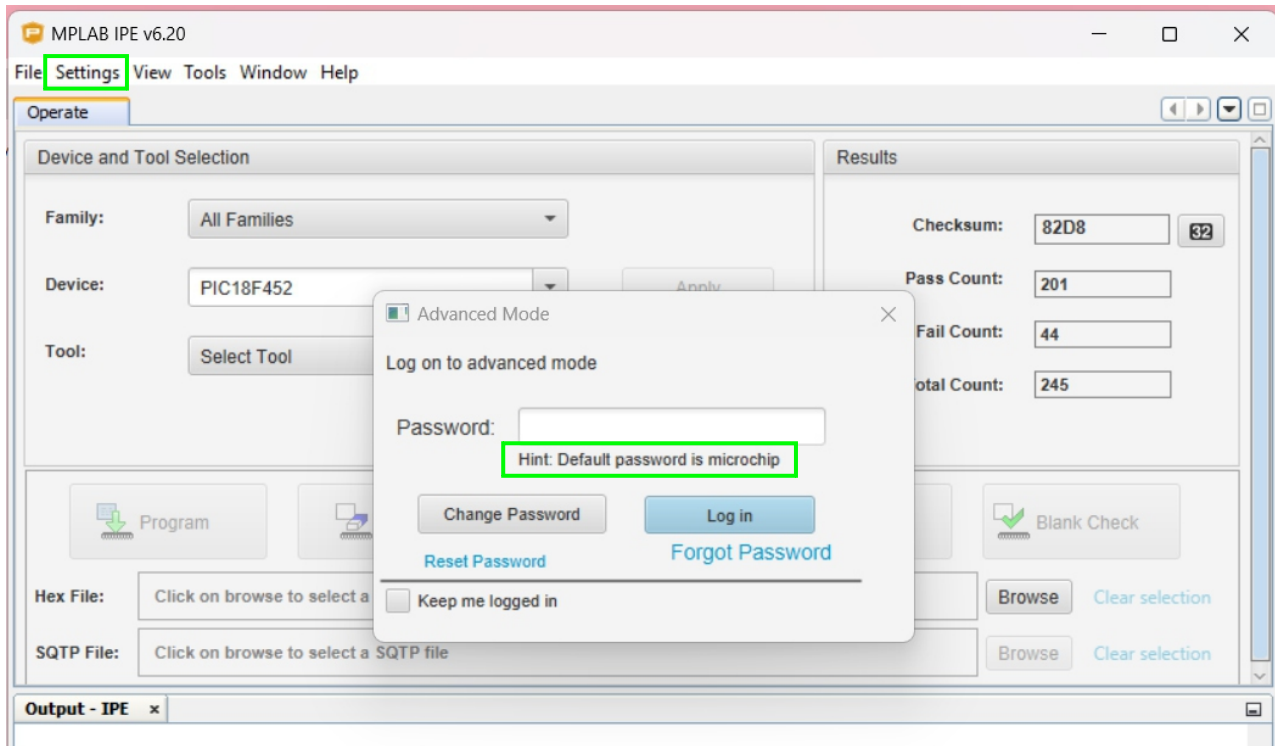 MPLAB IPE v6.20
File Settings View Tools Window Help
Operate
Device and Tool Selection
Family: All Families
Device: PIC18F452 Apply
Tool: Select Tool
Results
Checksum: 82D8 32
Pass Count: 201
Fail Count: 44
otal Count: 245
Advanced Mode
Log on to advanced mode
Password:
Hint: Default password is microchip
Change Password Log in
Reset Password Forgot Password
Keep me logged in
Program Blank Check
Hex File: Click on browse to select a Browse Clear selection
SQTP File: Click on browse to select a SQTP file Browse Clear selection
Output - IPE